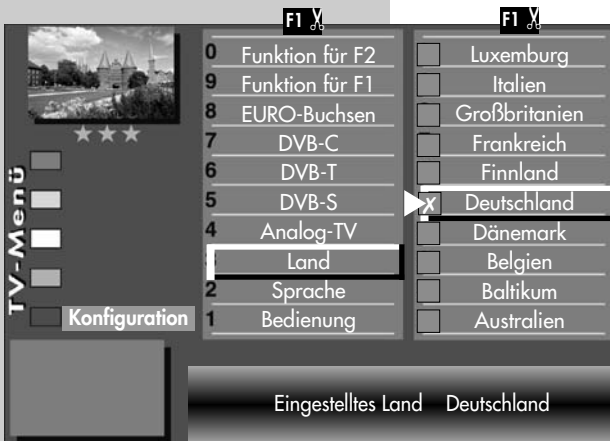 F1
F1
0 Funktion für F2
9 Funktion für F1
8 EURO-Buchsen
7 DVB-C
6 DVB-T
5 DVB-S
4 Analog-TV
3 Land
2 Sprache
1 Bedienung
Luxemburg
Italien
Großbritanien
Frankreich
Finnland
X Deutschland
Dänemark
Belgien
Baltikum
Australien
TV-Menü
Konfiguration
Eingestelltes Land Deutschland